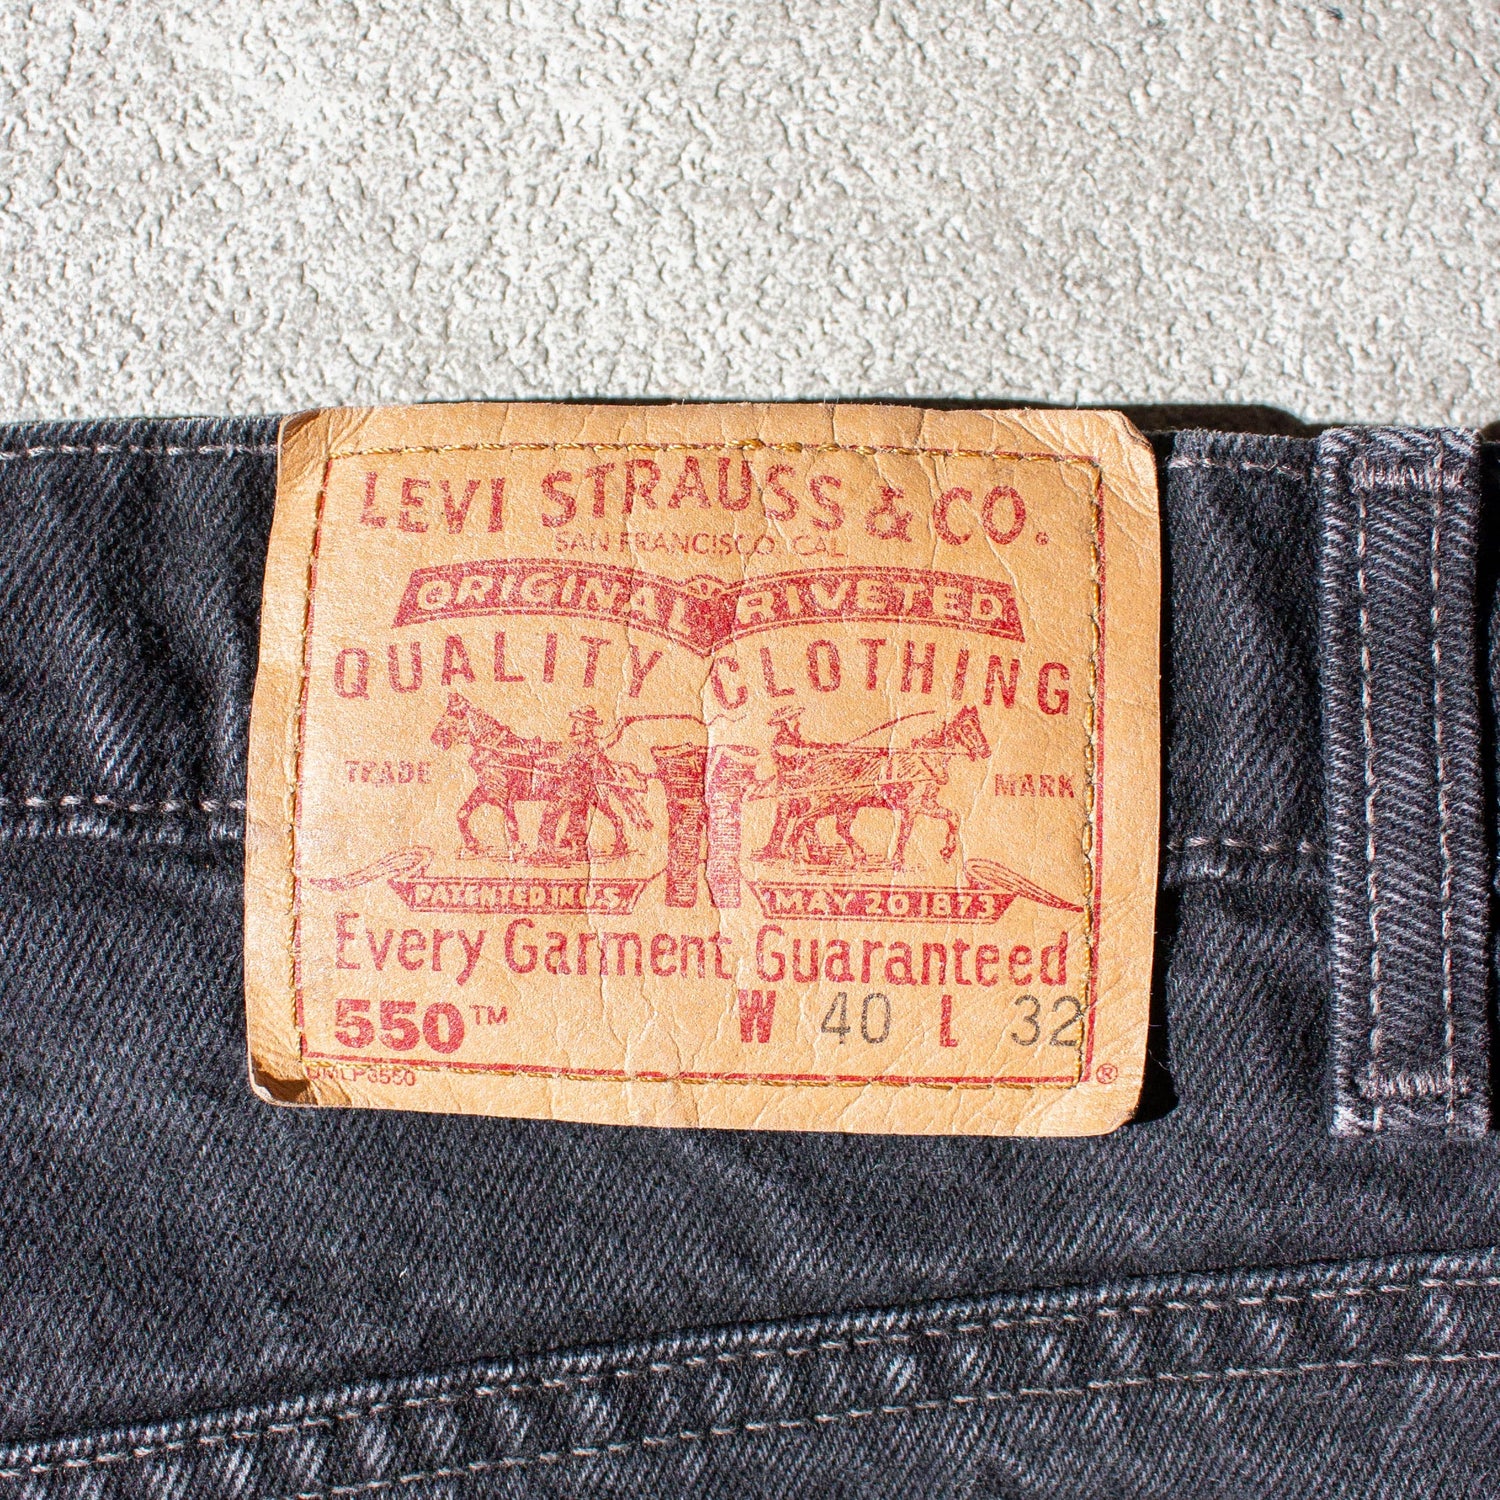 LEVI STRAUSS & CO.
SAN FRANCISCO, CAL.
ORIGINAL RIVETED
QUALITY CLOTHING
TRADE MARK
PATENTED IN U.S. MAY 20 1873
Every Garment Guaranteed
550™ W 40 L 32
®